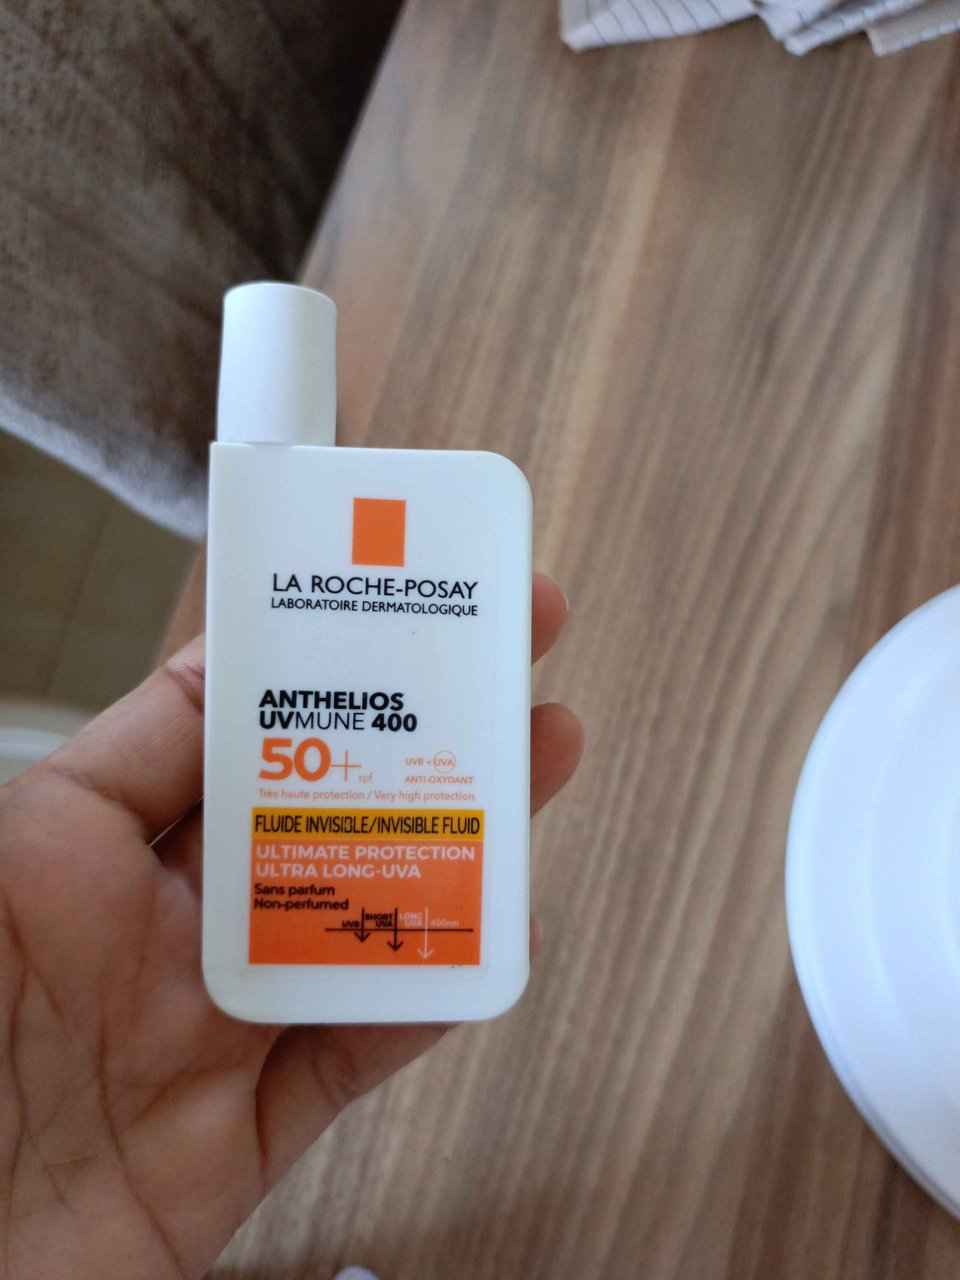 LA ROCHE-POSAY
LABORATOIRE DERMATOLOGIQUE
ANTHELIOS
UVMUNE 400
50+ spf
UVB + UVA
ANTI-OXYDANT
Très haute protection / Very high protection
FLUIDE INVISIBLE/INVISIBLE FLUID
ULTIMATE PROTECTION
ULTRA LONG-UVA
Sans parfum
Non-perfumed
UVB
SHORT
UVA
LONG
UVA
400nm